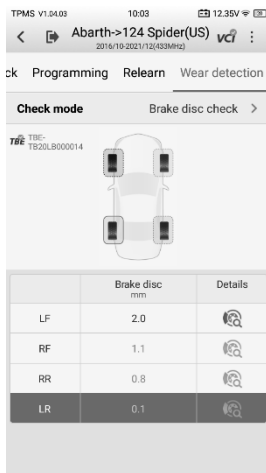 TPMS V1.04.03 10:03 12.35V
Abarth->124 Spider(US) VCI
2016/10-2021/12(433MHz)
ck Programming Relearn Wear detection
Check mode Brake disc check >
TBE TBE-
TB20LB000014
Brake disc Details
mm
LF 2.0
RF 1.1
RR 0.8
LR 0.1